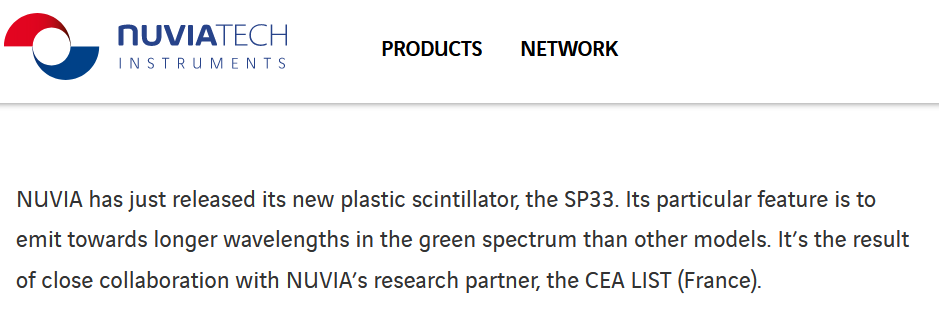 NUVIATECH
INSTRUMENTS
PRODUCTS NETWORK
NUVIA has just released its new plastic scintillator, the SP33. Its particular feature is to
emit towards longer wavelengths in the green spectrum than other models. It’s the result
of close collaboration with NUVIA’s research partner, the CEA LIST (France).